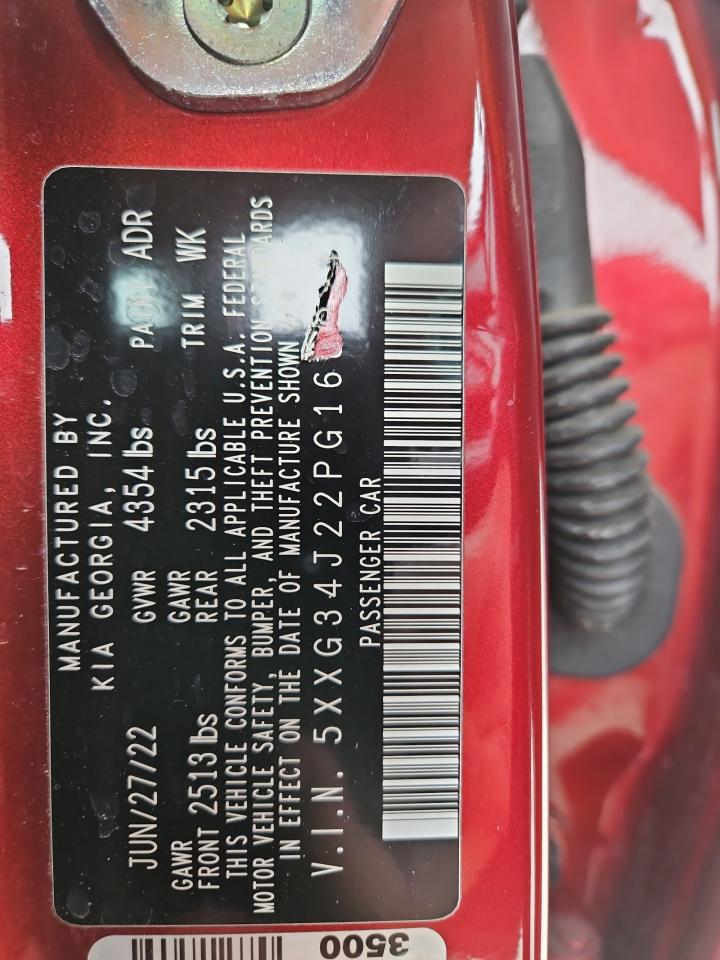 MANUFACTURED BY
KIA GEORGIA, INC.
JUN/27/22 GVWR 4354 lbs PAINT ADR
GAWR FRONT 2513 lbs GAWR REAR 2315 lbs TRIM WK
THIS VEHICLE CONFORMS TO ALL APPLICABLE U.S.A. FEDERAL
MOTOR VEHICLE SAFETY, BUMPER, AND THEFT PREVENTION STANDARDS
IN EFFECT ON THE DATE OF MANUFACTURE SHOWN
V.I.N. 5XXG34J22PG16
PASSENGER CAR
3500